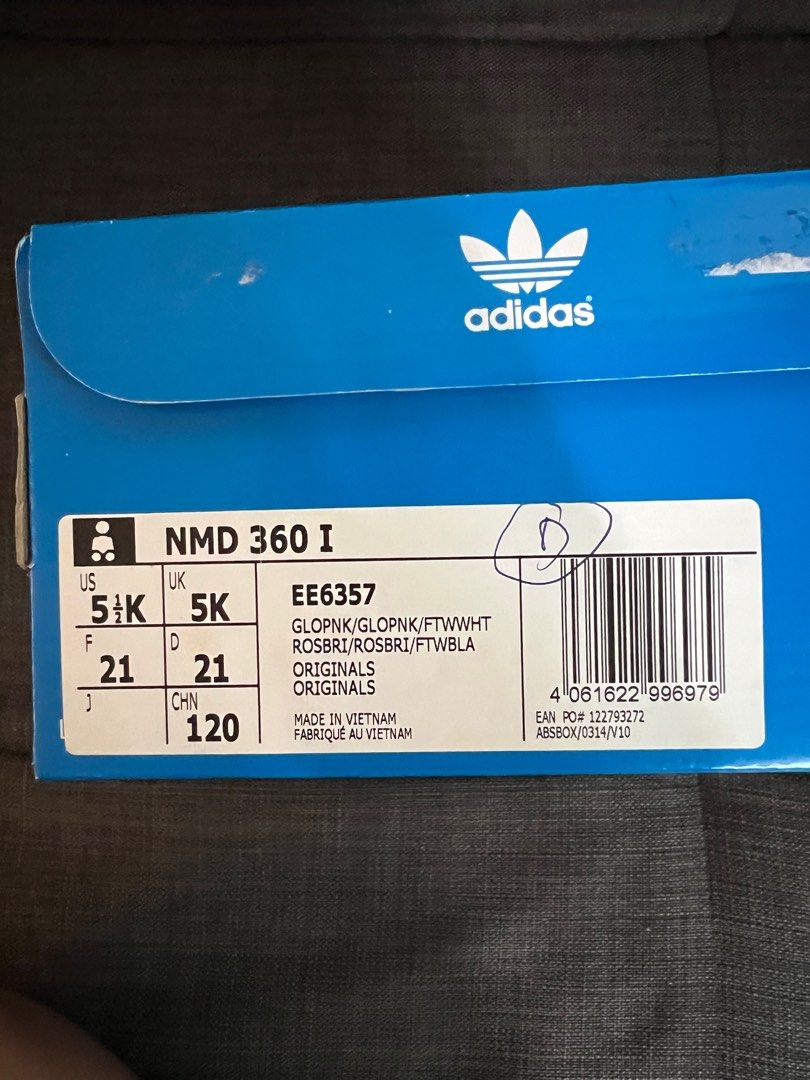 adidas
NMD 360 I
D
US
5½K
UK
5K
F
21
D
21
J
CHN
120
EE6357
GLOPNK/GLOPNK/FTWWHT
ROSBRI/ROSBRI/FTWBLA
ORIGINALS
ORIGINALS
MADE IN VIETNAM
FABRIQUÉ AU VIETNAM
4 061622 996979
EAN PO# 122793272
ABSBOX/0314/V10